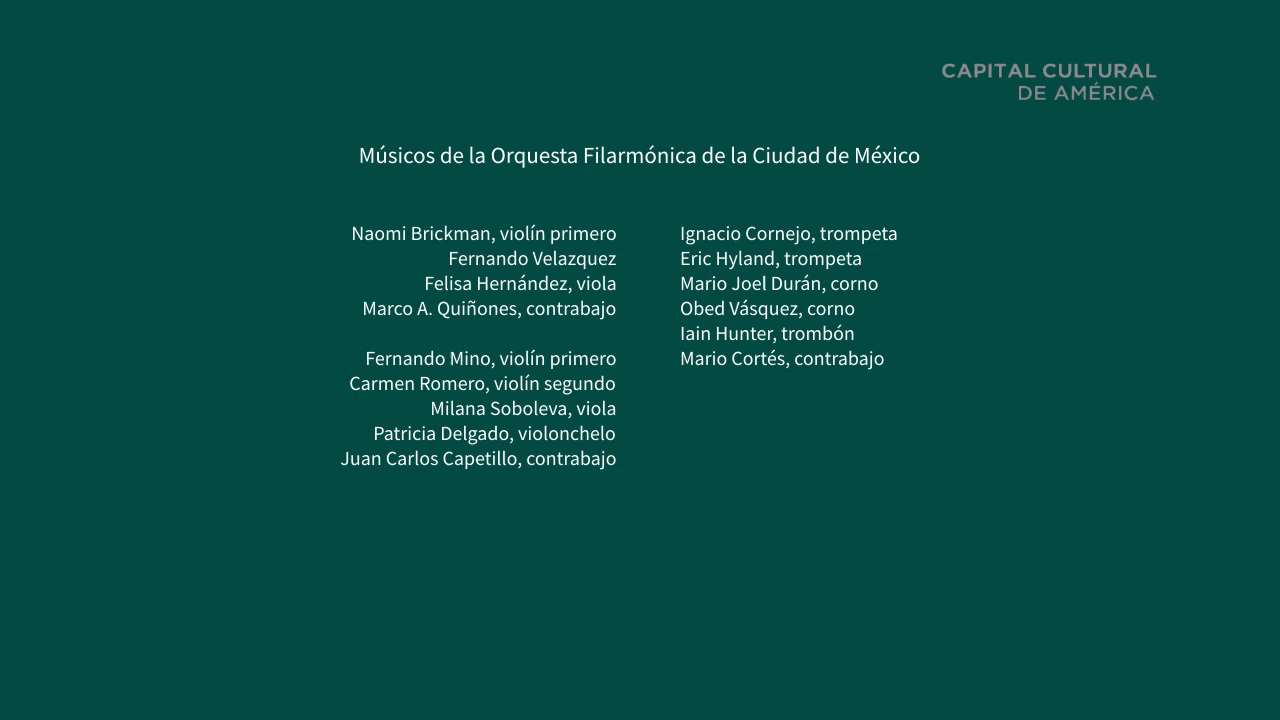 CAPITAL CULTURAL
DE AMÉRICA
Músicos de la Orquesta Filarmónica de la Ciudad de México
Naomi Brickman, violín primero
Fernando Velazquez
Felisa Hernández, viola
Marco A. Quiñones, contrabajo
Fernando Mino, violín primero
Carmen Romero, violín segundo
Milana Soboleva, viola
Patricia Delgado, violonchelo
Juan Carlos Capetillo, contrabajo
Ignacio Cornejo, trompeta
Eric Hyland, trompeta
Mario Joel Durán, corno
Obed Vásquez, corno
Iain Hunter, trombón
Mario Cortés, contrabajo